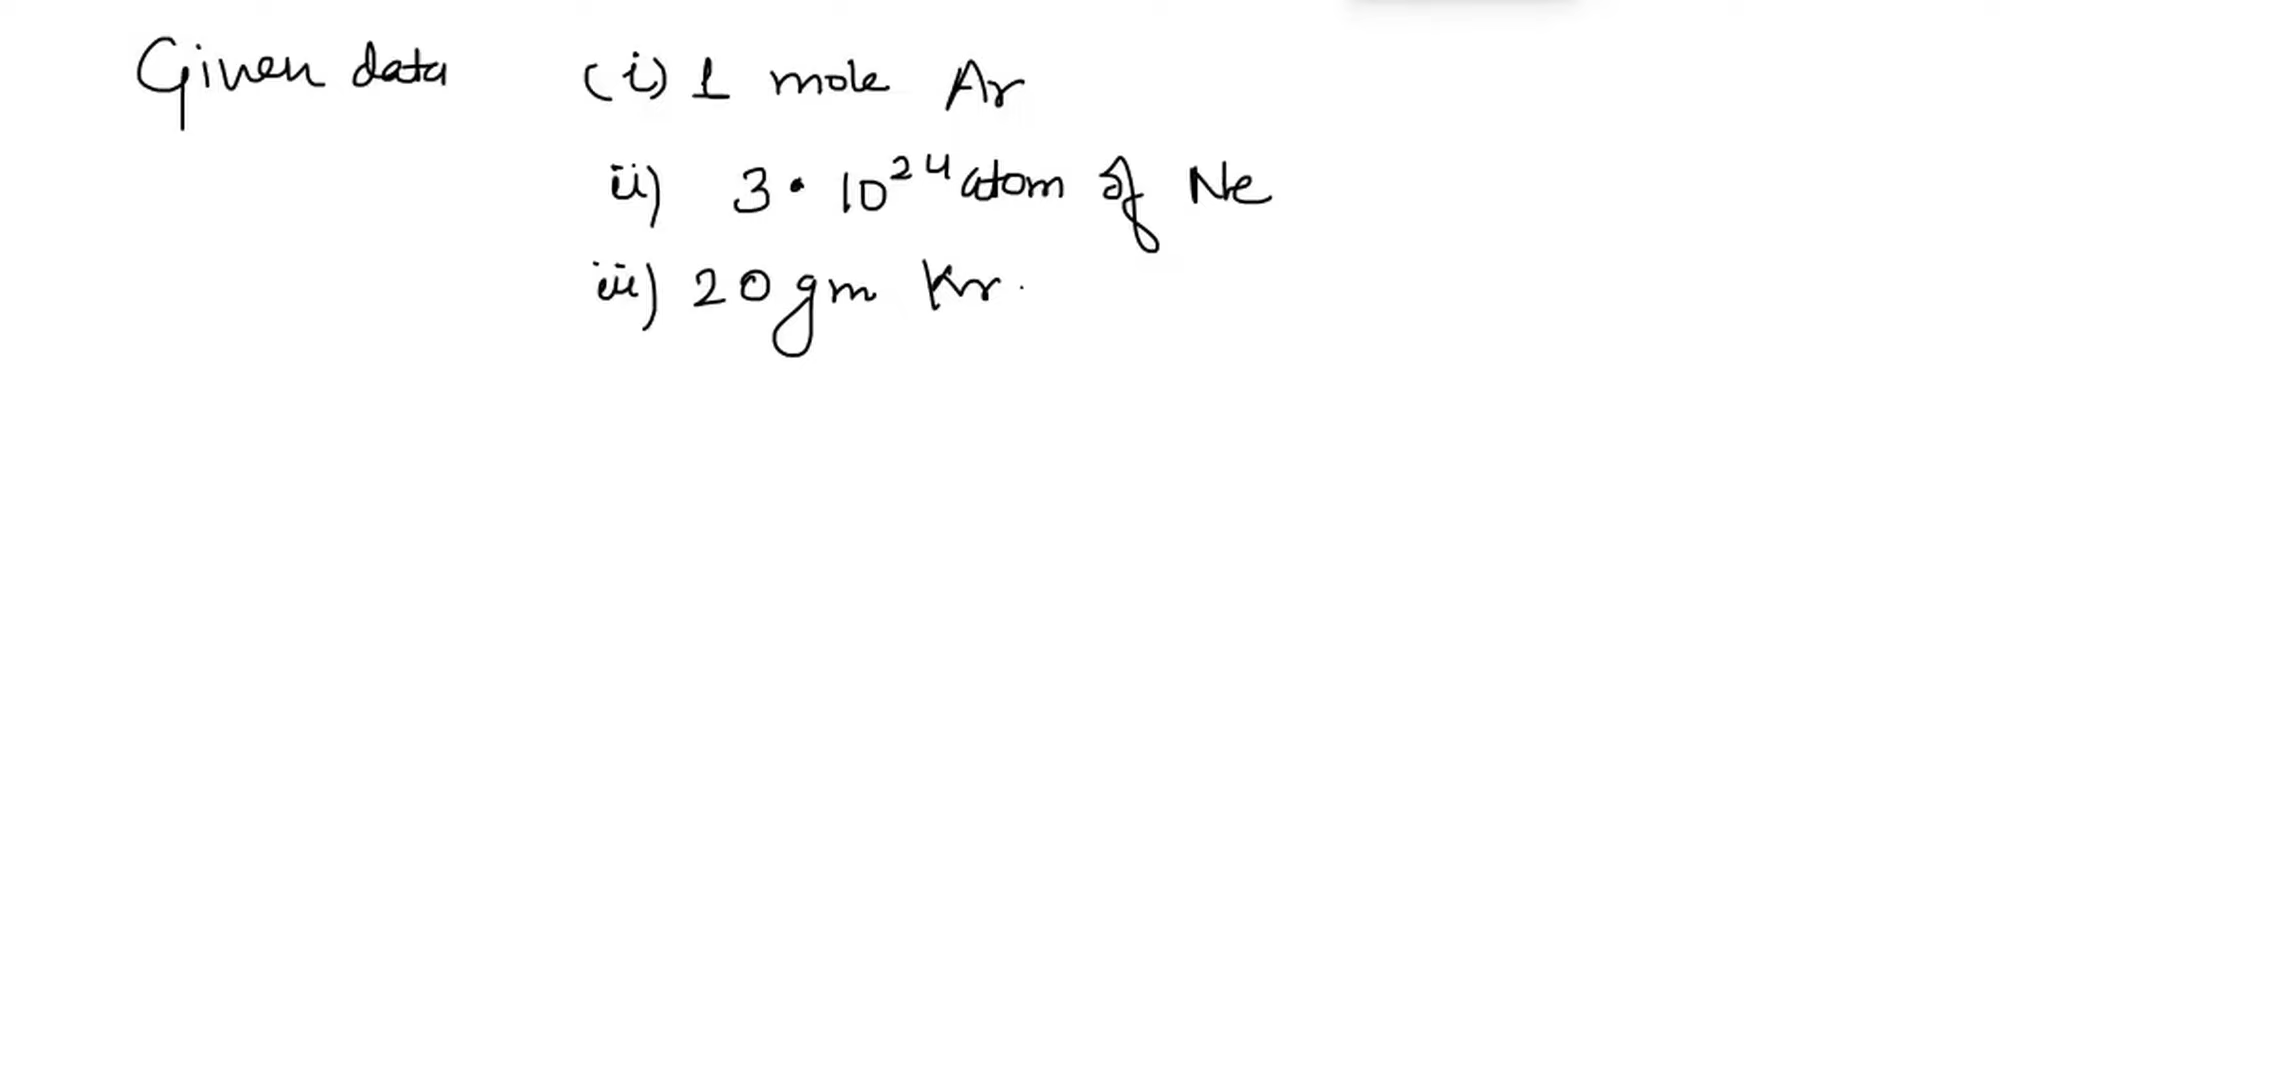 Given data (i) 1 mole Ar
ii) 3 • 10²⁴ atom of Ne
iii) 20 gm Kr.